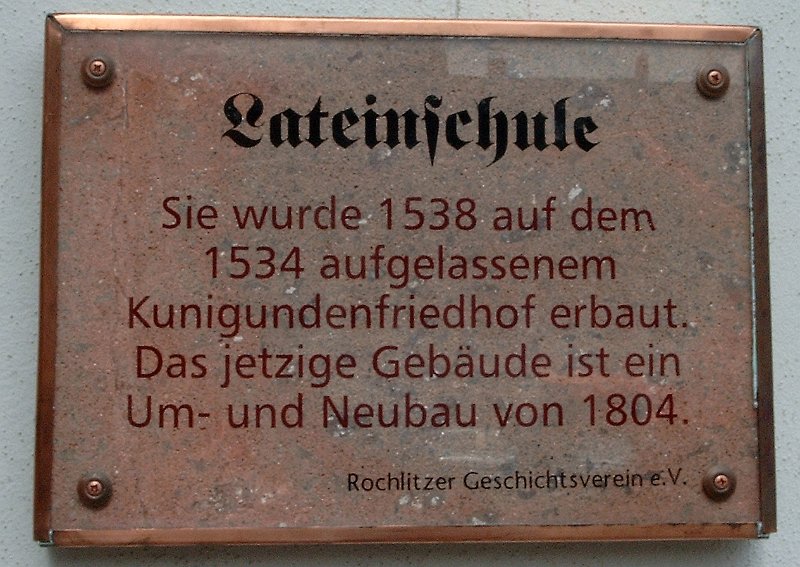 Lateinschule
Sie wurde 1538 auf dem
1534 aufgelassenem
Kunigundenfriedhof erbaut.
Das jetzige Gebäude ist ein
Um- und Neubau von 1804.
Rochlitzer Geschichtsverein e.V.